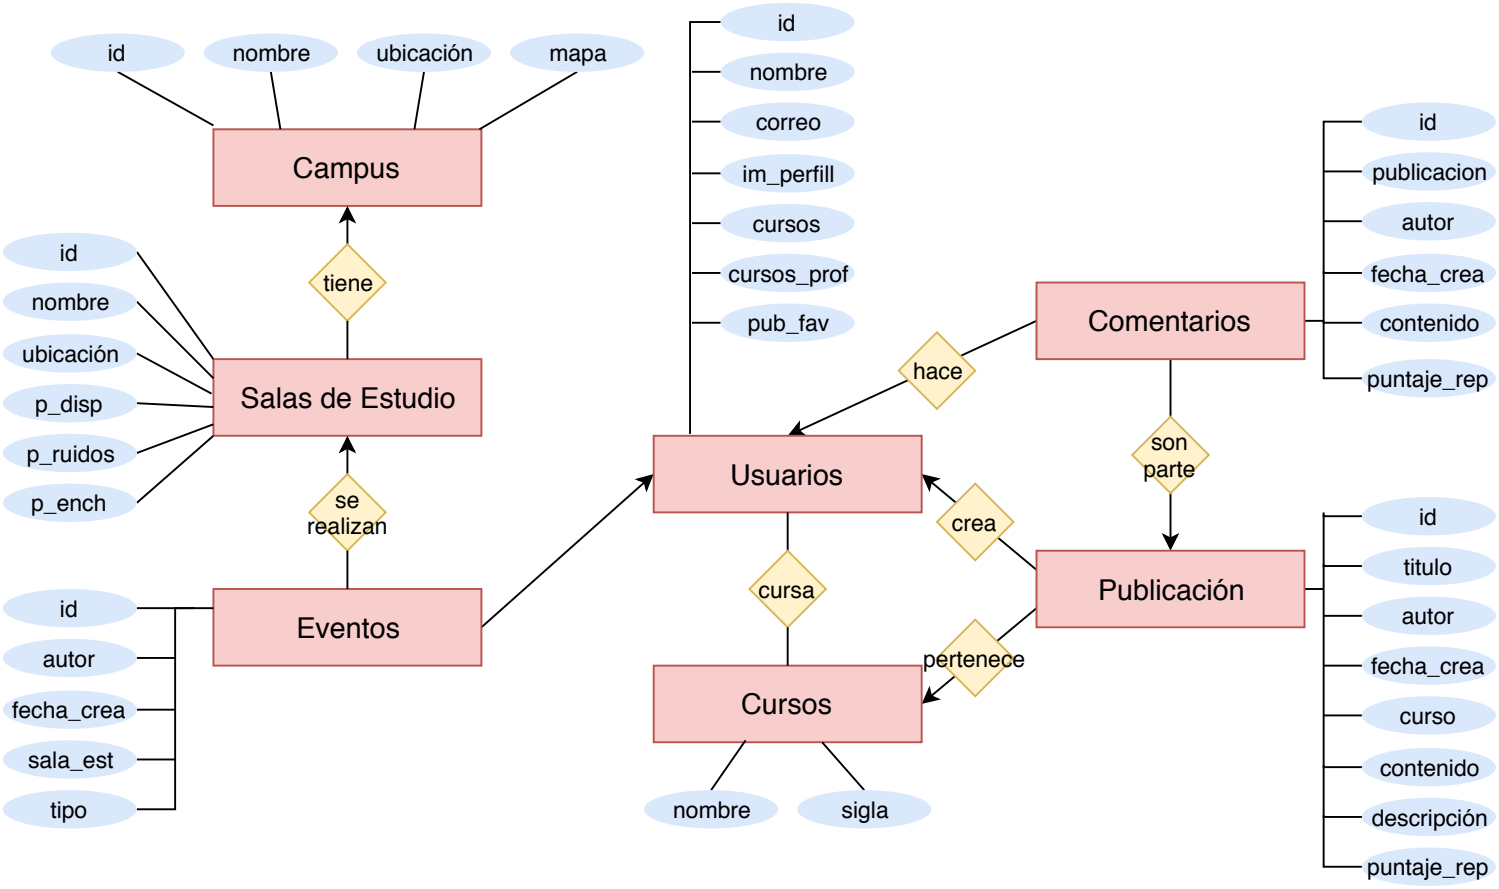 id
nombre
ubicación
mapa
Campus
tiene
id
nombre
ubicación
p_disp
p_ruidos
p_ench
Salas de Estudio
se
realizan
id
autor
fecha_crea
sala_est
tipo
Eventos
id
nombre
correo
im_perfill
cursos
cursos_prof
pub_fav
Usuarios
hace
crea
cursa
pertenece
Cursos
nombre
sigla
Comentarios
id
publicacion
autor
fecha_crea
contenido
puntaje_rep
son
parte
Publicación
id
titulo
autor
fecha_crea
curso
contenido
descripción
puntaje_rep